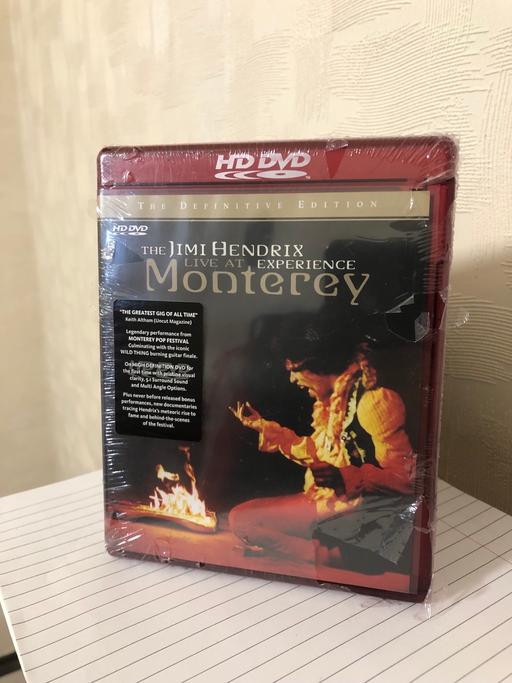 HD DVD
THE DEFINITIVE EDITION
HD DVD
THE JIMI HENDRIX
LIVE AT EXPERIENCE
Monterey
"THE GREATEST GIG OF ALL TIME"
Keith Altham (Uncut Magazine)
Legendary performance from
MONTEREY POP FESTIVAL
Culminating with the iconic
WILD THING burning guitar finale.
On HIGH DEFINITION DVD for
the first time with pristine visual
clarity, 5.1 Surround Sound
and Multi Angle Options.
Plus never before released bonus
performances, new documentaries
tracing Hendrix's meteoric rise to
fame and behind-the-scenes
of the festival.